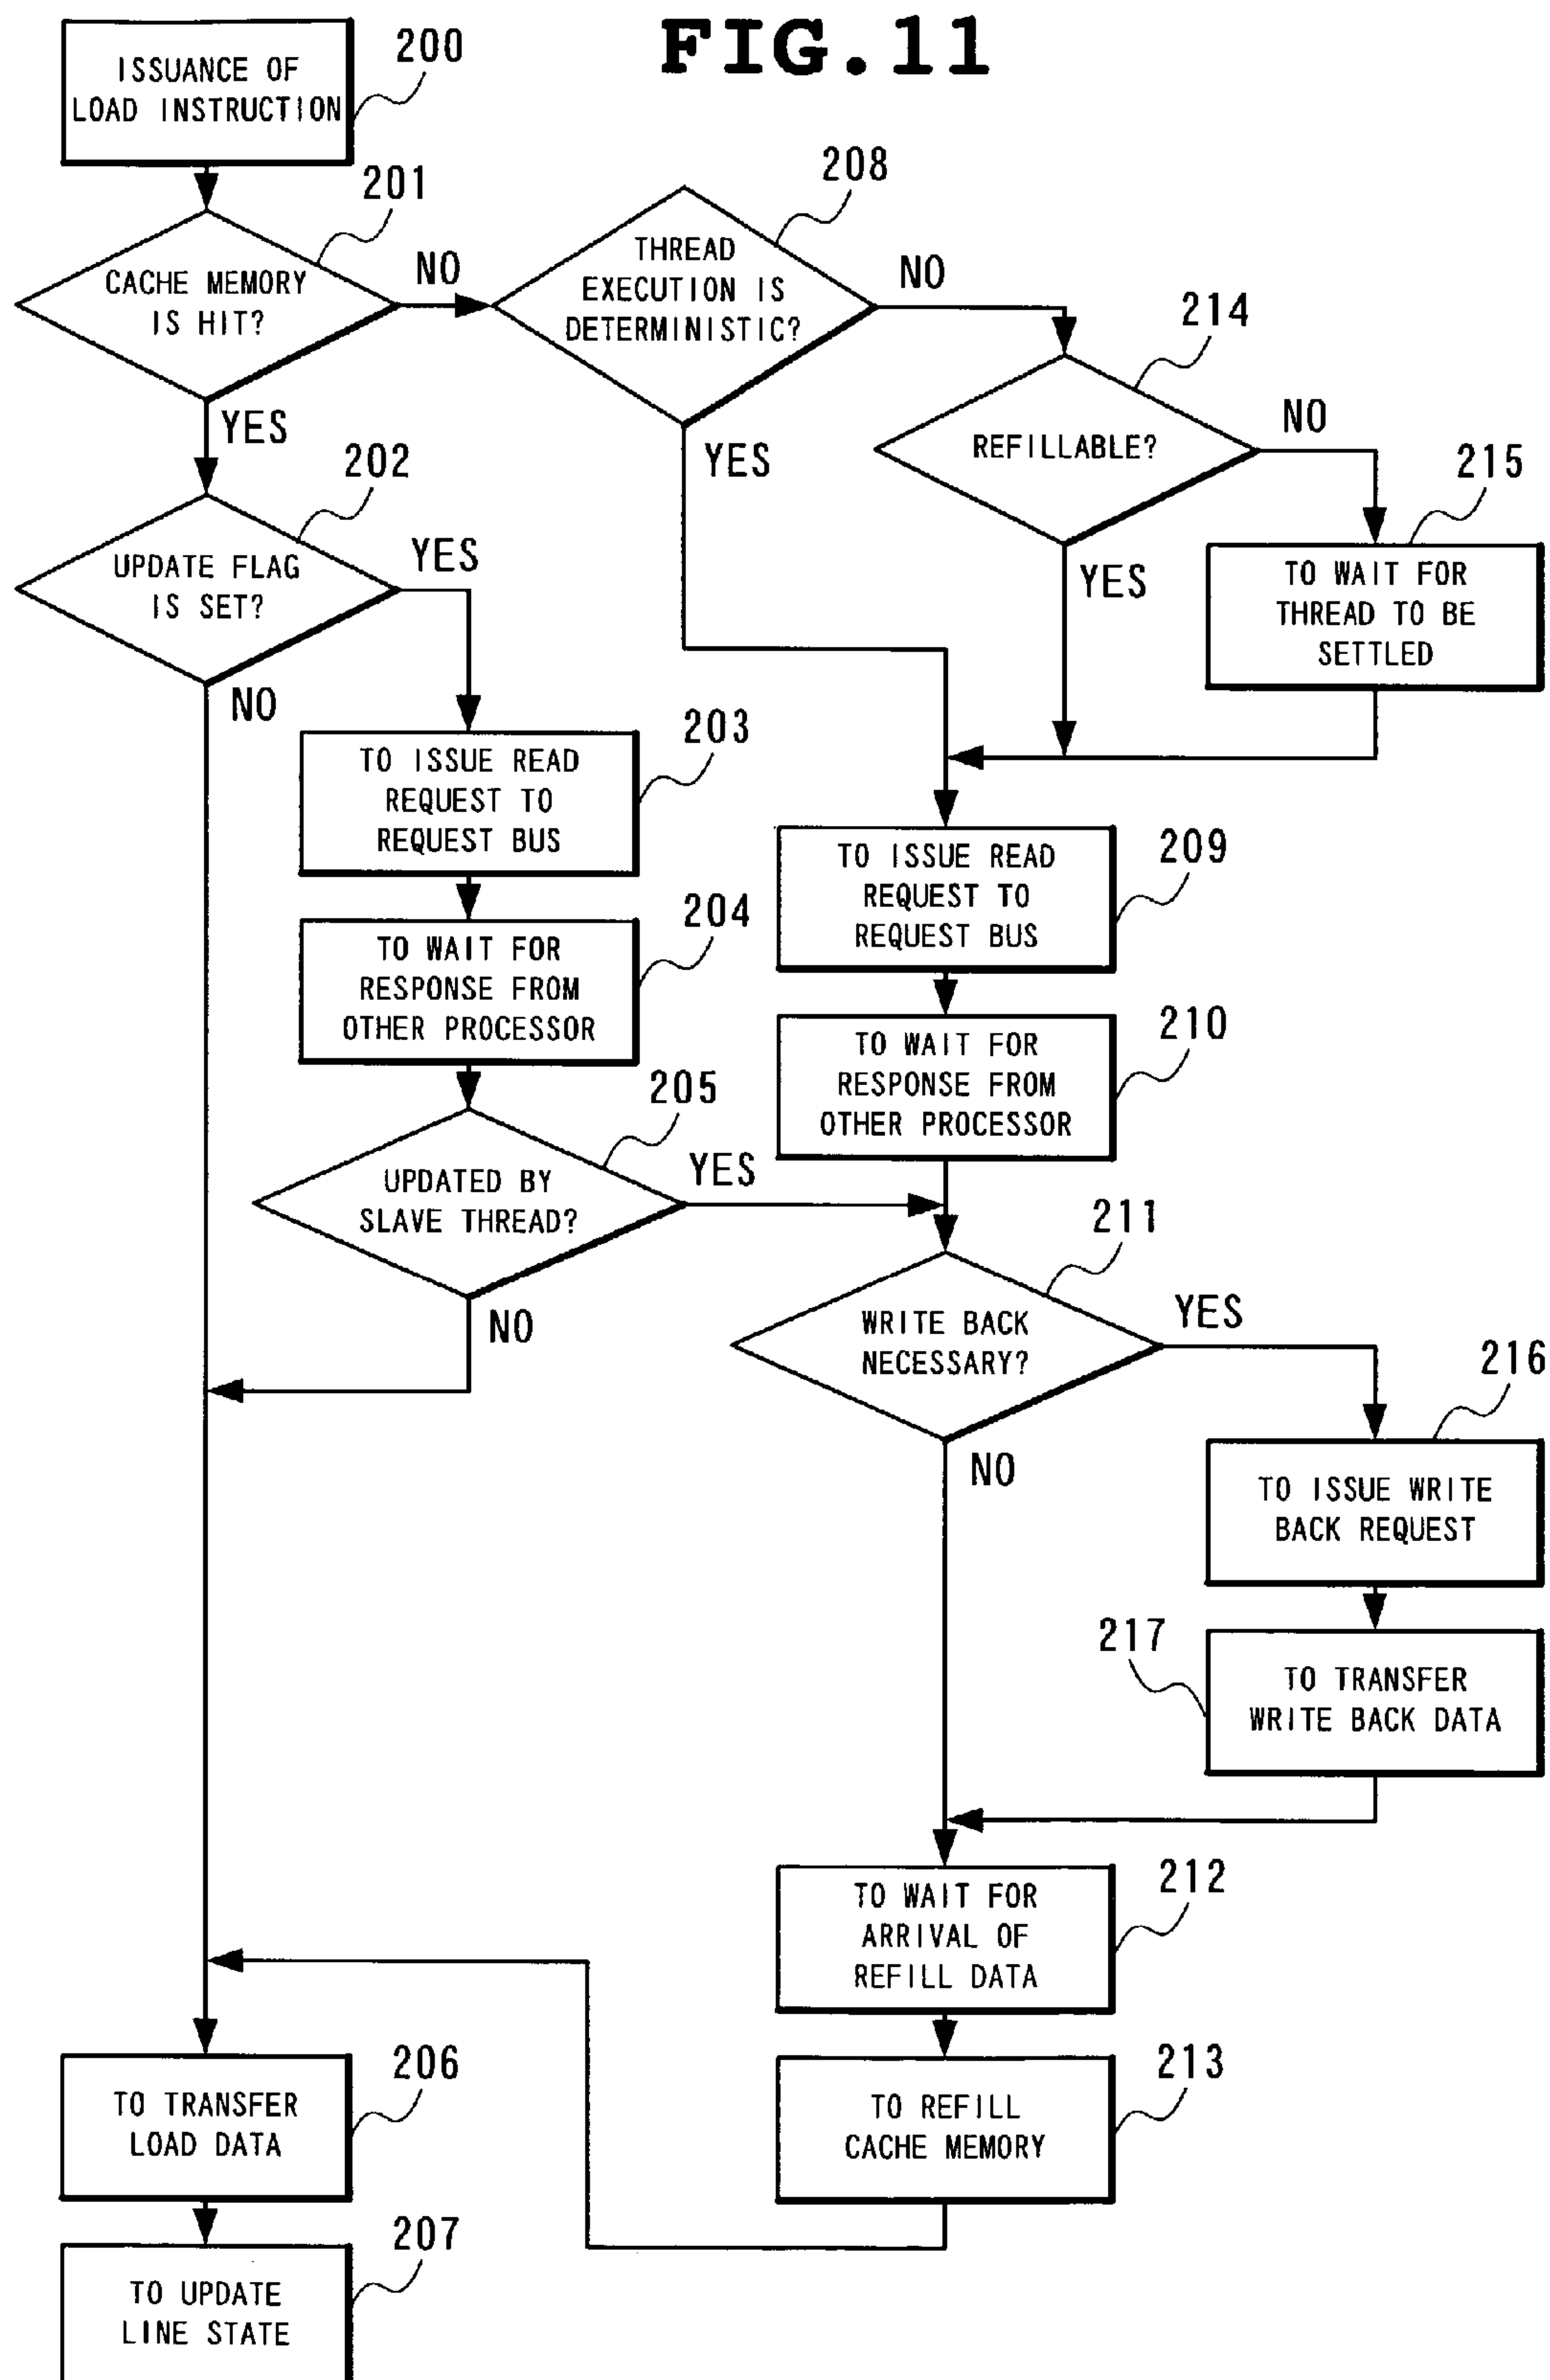 FIG.11
ISSUANCE OF
LOAD INSTRUCTION
200
CACHE MEMORY
IS HIT?
201
NO
YES
THREAD
EXECUTION IS
DETERMINISTIC?
208
NO
YES
REFILLABLE?
214
NO
YES
TO WAIT FOR
THREAD TO BE
SETTLED
215
UPDATE FLAG
IS SET?
202
YES
NO
TO ISSUE READ
REQUEST TO
REQUEST BUS
203
TO WAIT FOR
RESPONSE FROM
OTHER PROCESSOR
204
UPDATED BY
SLAVE THREAD?
205
YES
NO
TO ISSUE READ
REQUEST TO
REQUEST BUS
209
TO WAIT FOR
RESPONSE FROM
OTHER PROCESSOR
210
WRITE BACK
NECESSARY?
211
YES
NO
TO ISSUE WRITE
BACK REQUEST
216
TO TRANSFER
WRITE BACK DATA
217
TO WAIT FOR
ARRIVAL OF
REFILL DATA
212
TO REFILL
CACHE MEMORY
213
TO TRANSFER
LOAD DATA
206
TO UPDATE
LINE STATE
207